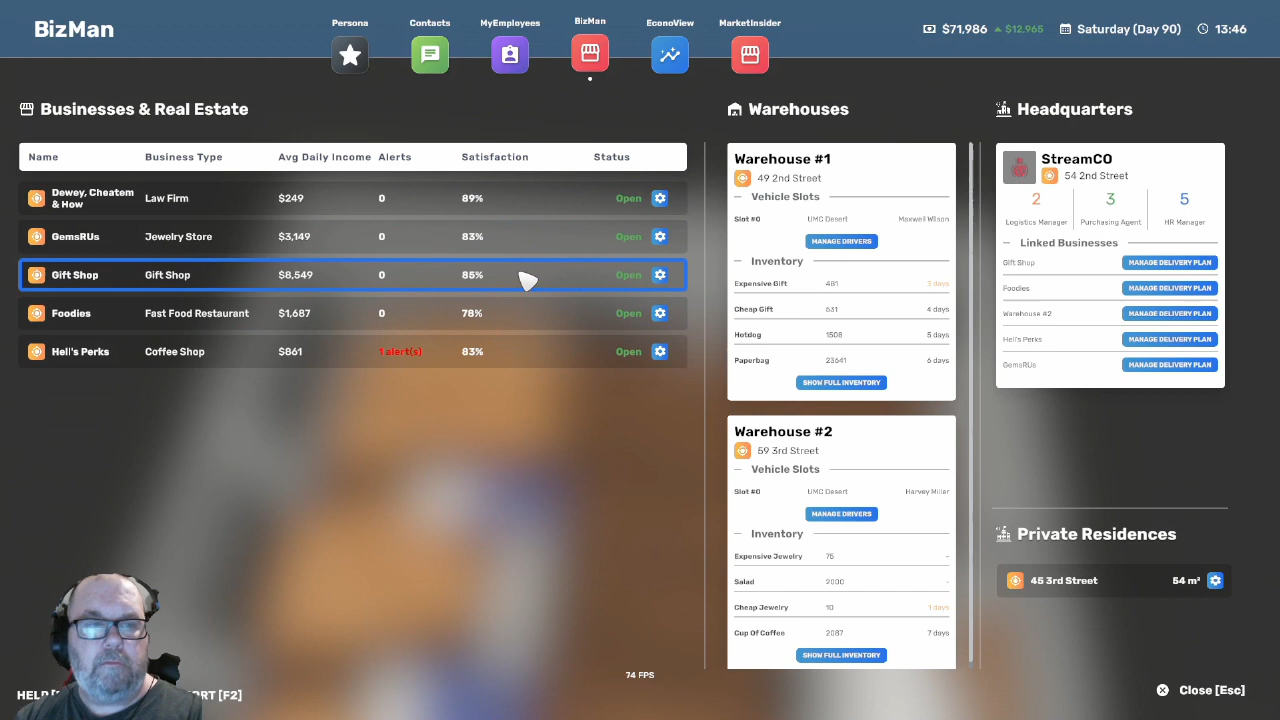 BizMan
Persona
Contacts
MyEmployees
BizMan
EconoView
MarketInsider
$71,986 $12,965
Saturday (Day 90)
13:46
Businesses & Real Estate
Name Business Type Avg Daily Income Alerts Satisfaction Status
Dewey, Cheatem & How Law Firm $249 0 89% Open
GemsRUs Jewelry Store $3,149 0 83% Open
Gift Shop Gift Shop $8,549 0 85% Open
Foodies Fast Food Restaurant $1,687 0 78% Open
Hell's Perks Coffee Shop $861 1 alert(s) 83% Open
Warehouses
Warehouse #1
49 2nd Street
Vehicle Slots
Slot #0 UMC Desert Maxwell Wilson
MANAGE DRIVERS
Inventory
Expensive Gift 481 3 days
Cheap Gift 531 4 days
Hotdog 1508 5 days
Paperbag 23641 6 days
SHOW FULL INVENTORY
Warehouse #2
59 3rd Street
Vehicle Slots
Slot #0 UMC Desert Harvey Miller
MANAGE DRIVERS
Inventory
Expensive Jewelry 75 -
Salad 2000 -
Cheap Jewelry 10 1 days
Cup Of Coffee 2087 7 days
SHOW FULL INVENTORY
Headquarters
StreamCO
54 2nd Street
2 3 5
Logistics Manager Purchasing Agent HR Manager
Linked Businesses
Gift Shop MANAGE DELIVERY PLAN
Foodies MANAGE DELIVERY PLAN
Warehouse #2 MANAGE DELIVERY PLAN
Hell's Perks MANAGE DELIVERY PLAN
GemsRUs MANAGE DELIVERY PLAN
Private Residences
45 3rd Street 54 m²
74 FPS
HELP [F2]
Close [Esc]